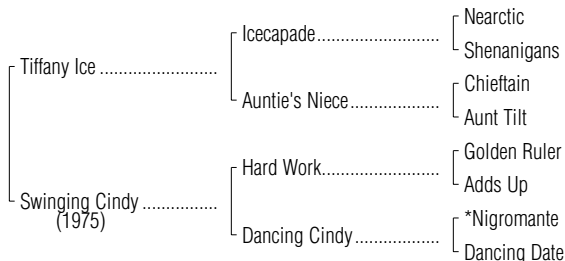 Nearctic
Icecapade
Shenanigans
Tiffany Ice
Chieftain
Auntie's Niece
Aunt Tilt
Golden Ruler
Hard Work
Adds Up
Swinging Cindy
(1975)
*Nigromante
Dancing Cindy
Dancing Date